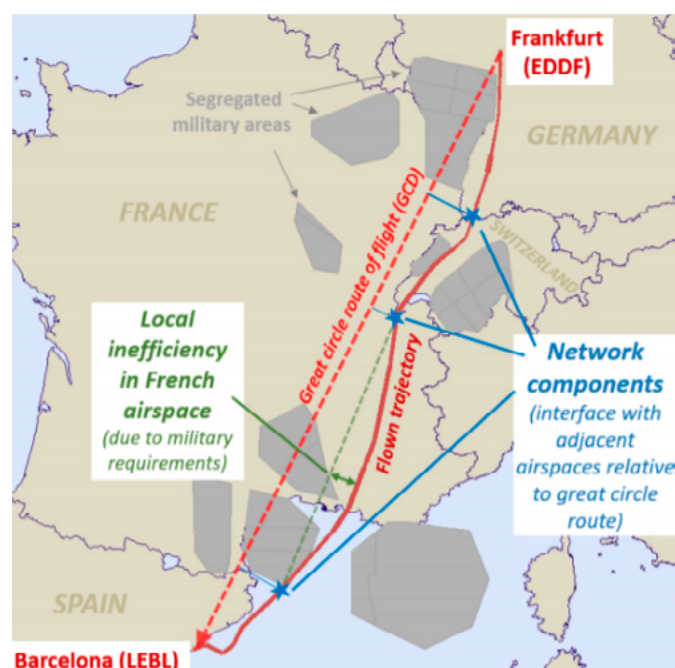 Frankfurt
(EDDF)
Segregated
military areas
GERMANY
FRANCE
Great circle route of flight (GCD)
SWITZERLAND
Local
inefficiency
in French
airspace
(due to military
requirements)
Flown trajectory
Network
components
(interface with
adjacent
airspaces relative
to great circle
route)
SPAIN
Barcelona (LEBL)